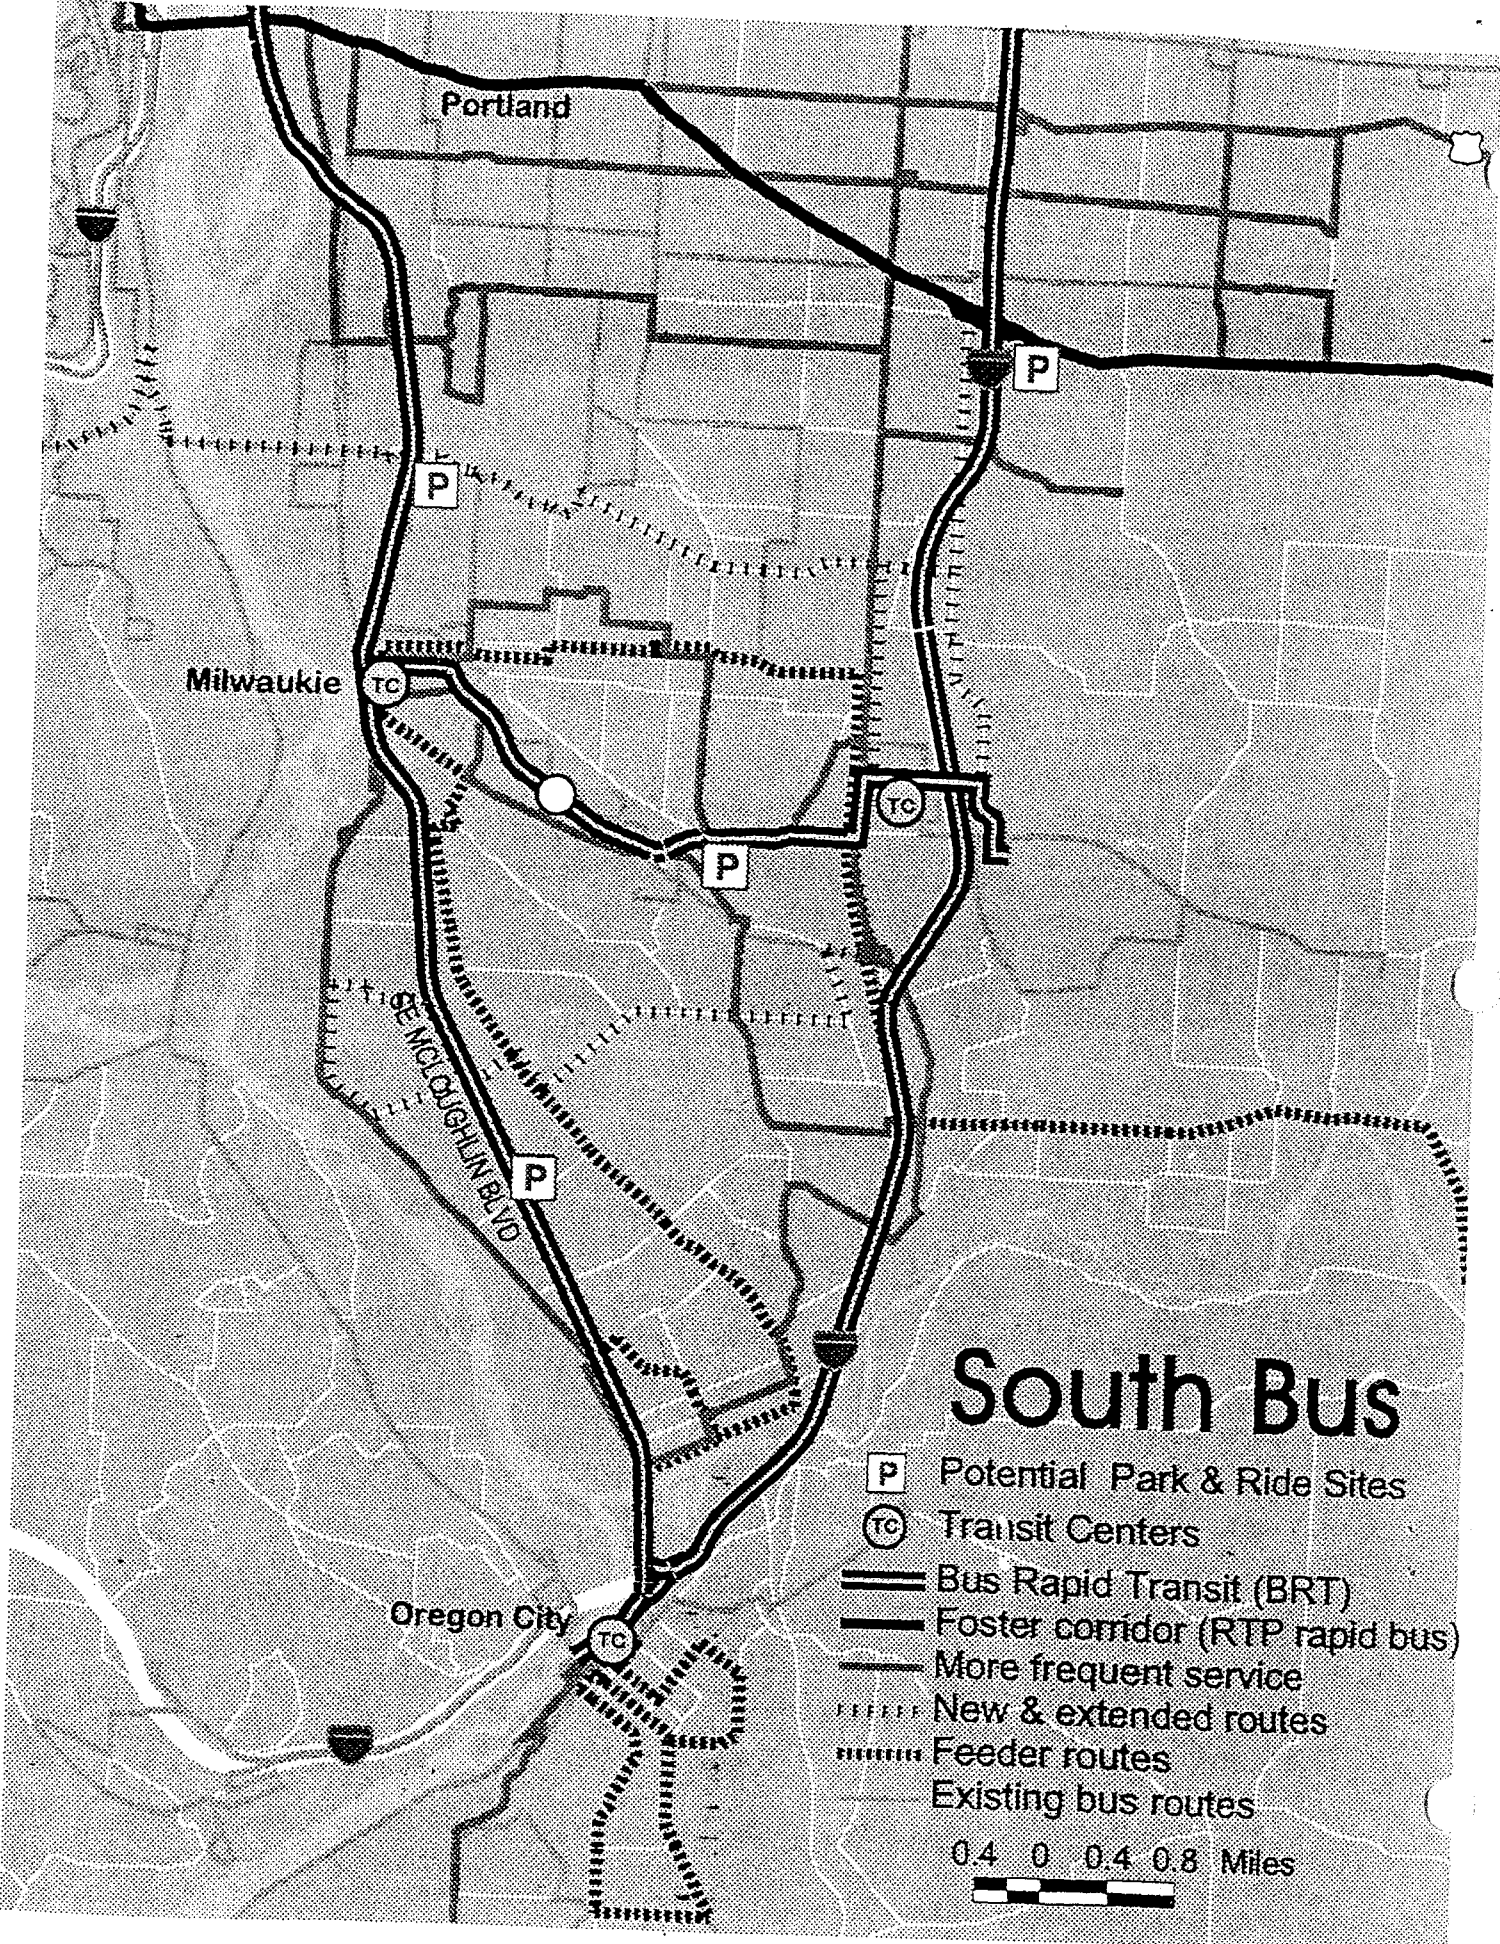 Portland
P
P
Milwaukie
TC
TC
P
SE MCLOUGHLIN BLVD
P
Oregon City
TC
South Bus
P Potential Park & Ride Sites
TC Transit Centers
Bus Rapid Transit (BRT)
Foster corridor (RTP rapid bus)
More frequent service
New & extended routes
Feeder routes
Existing bus routes
0.4 0 0.4 0.8 Miles